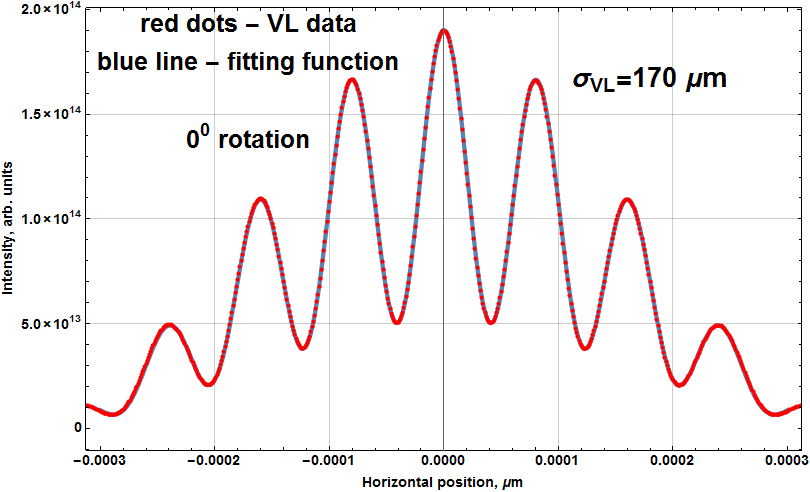 2.0×10¹⁴
red dots – VL data
blue line – fitting function
σVL=170 μm
1.5×10¹⁴
0⁰ rotation
1.0×10¹⁴
5.0×10¹³
0
Intensity, arb. units
−0.0003 −0.0002 −0.0001 0.0000 0.0001 0.0002 0.0003
Horizontal position, μm